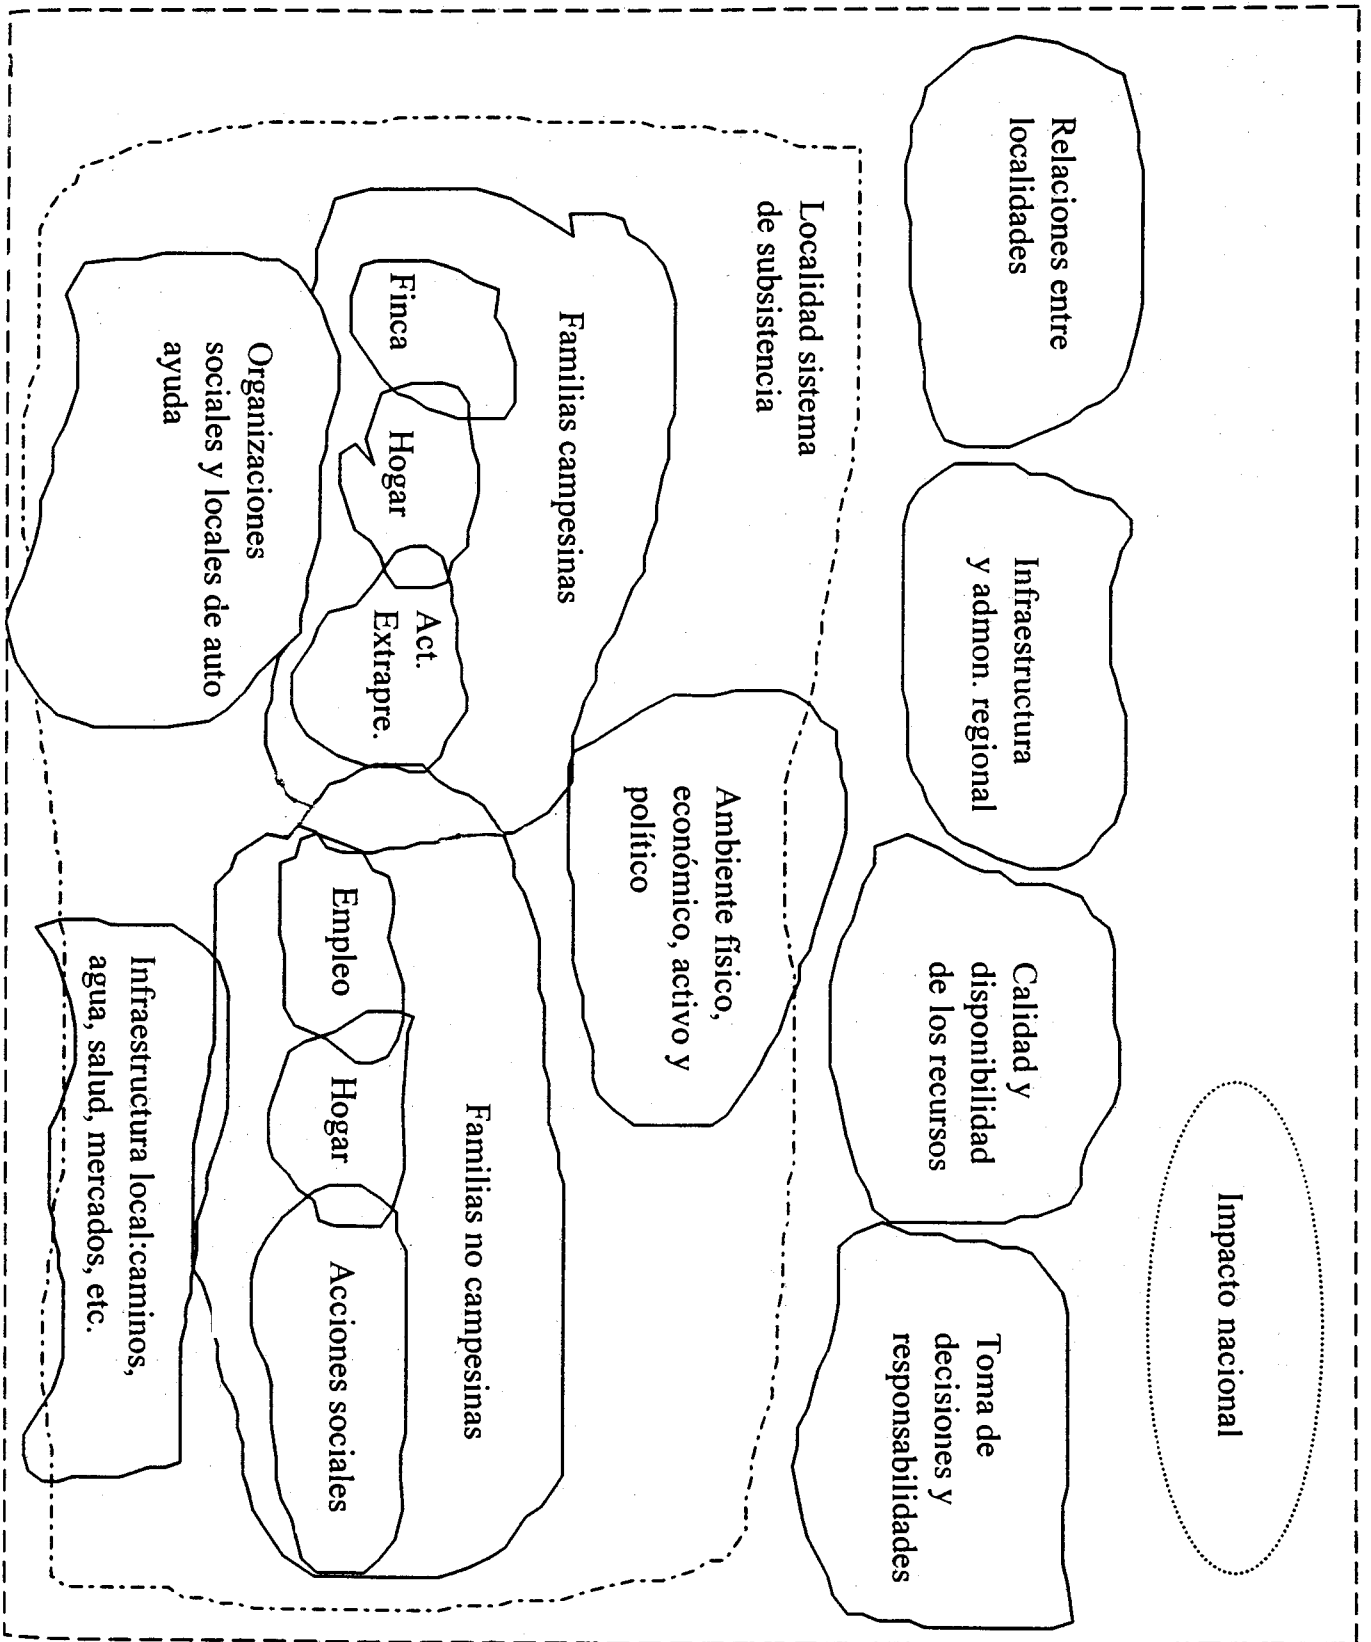 Impacto nacional
Relaciones entre
localidades
Infraestructura
y admon. regional
Calidad y
disponibilidad
de los recursos
Toma de
decisiones y
responsabilidades
Localidad sistema
de subsistencia
Ambiente físico,
económico, activo y
político
Familias campesinas
Finca
Hogar
Act.
Extrapre.
Familias no campesinas
Empleo
Hogar
Acciones sociales
Organizaciones
sociales y locales de auto
ayuda
Infraestructura local:caminos,
agua, salud, mercados, etc.